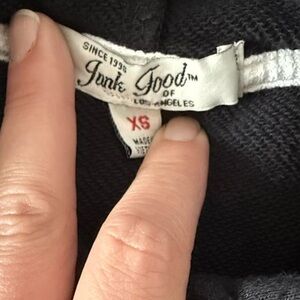 SINCE 1998
Junk Food™
OF
LOS ANGELES
XS
MADE